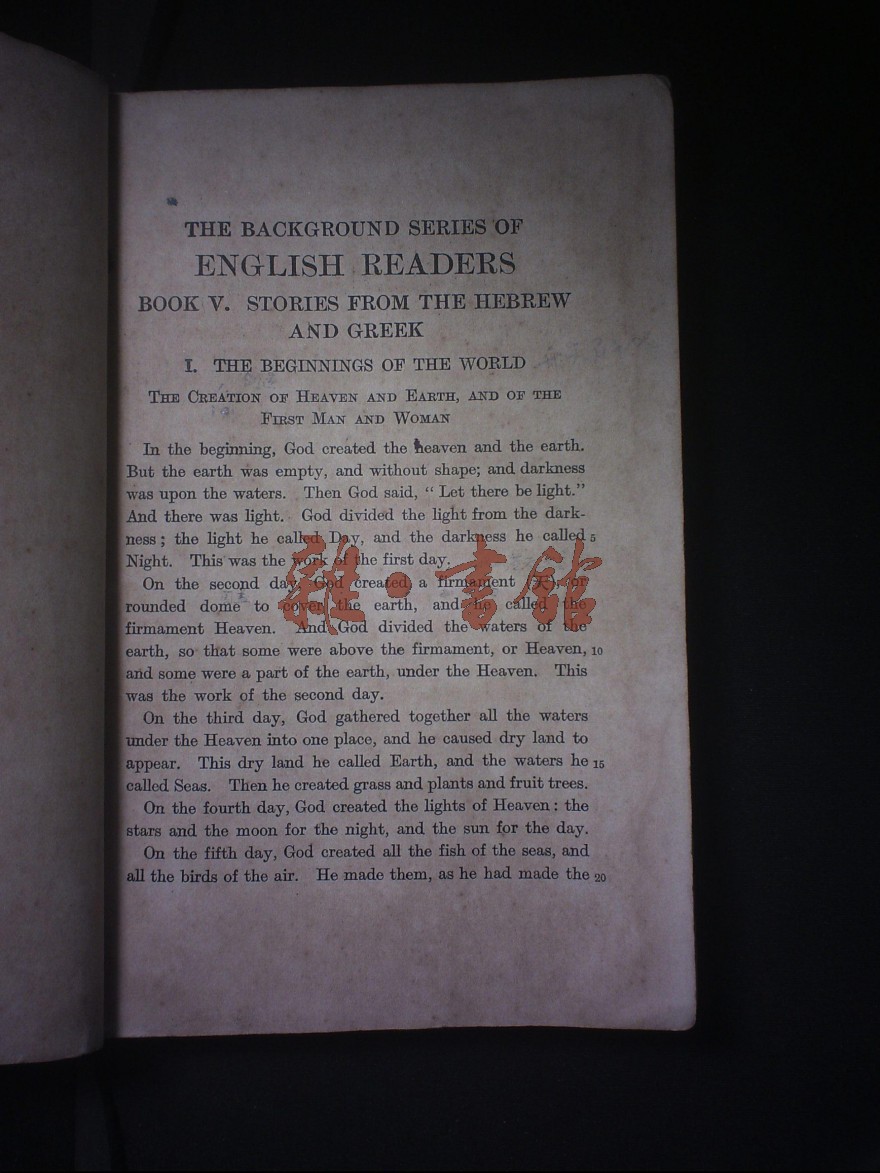 THE BACKGROUND SERIES OF
ENGLISH READERS
BOOK V. STORIES FROM THE HEBREW
AND GREEK
I. THE BEGINNINGS OF THE WORLD
THE CREATION OF HEAVEN AND EARTH, AND OF THE
FIRST MAN AND WOMAN
In the beginning, God created the heaven and the earth.
But the earth was empty, and without shape; and darkness
was upon the waters. Then God said, “ Let there be light.”
And there was light. God divided the light from the dark-
ness; the light he called Day, and the darkness he called 5
Night. This was the work of the first day.
On the second day, God created a firmament (天), or
rounded dome to cover the earth, and he called the
firmament Heaven. And God divided the waters of the
earth, so that some were above the firmament, or Heaven, 10
and some were a part of the earth, under the Heaven. This
was the work of the second day.
On the third day, God gathered together all the waters
under the Heaven into one place, and he caused dry land to
appear. This dry land he called Earth, and the waters he 15
called Seas. Then he created grass and plants and fruit trees.
On the fourth day, God created the lights of Heaven: the
stars and the moon for the night, and the sun for the day.
On the fifth day, God created all the fish of the seas, and
all the birds of the air. He made them, as he had made the 20
雜·書館